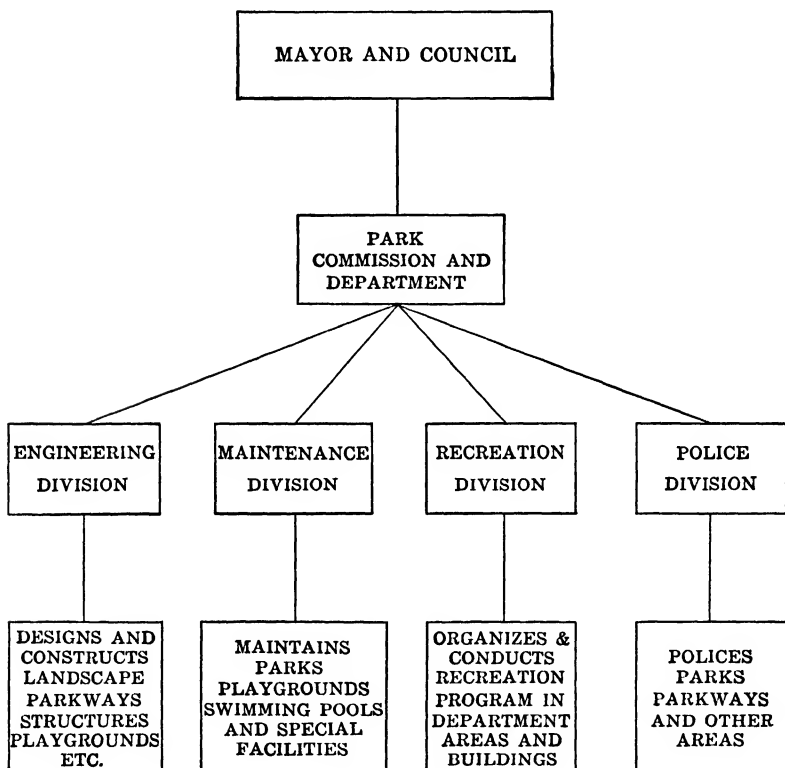 MAYOR AND COUNCIL
PARK
COMMISSION AND
DEPARTMENT
ENGINEERING
DIVISION
MAINTENANCE
DIVISION
RECREATION
DIVISION
POLICE
DIVISION
DESIGNS AND
CONSTRUCTS
LANDSCAPE
PARKWAYS
STRUCTURES
PLAYGROUNDS
ETC.
MAINTAINS
PARKS
PLAYGROUNDS
SWIMMING POOLS
AND SPECIAL
FACILITIES
ORGANIZES &
CONDUCTS
RECREATION
PROGRAM IN
DEPARTMENT
AREAS AND
BUILDINGS
POLICES
PARKS
PARKWAYS
AND OTHER
AREAS